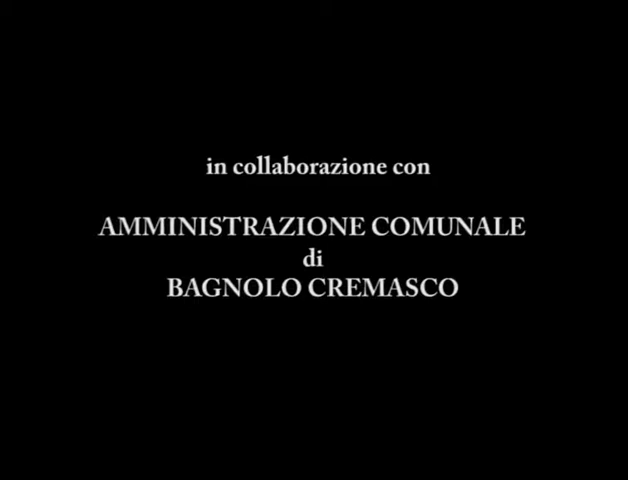 in collaborazione con
AMMINISTRAZIONE COMUNALE
di
BAGNOLO CREMASCO